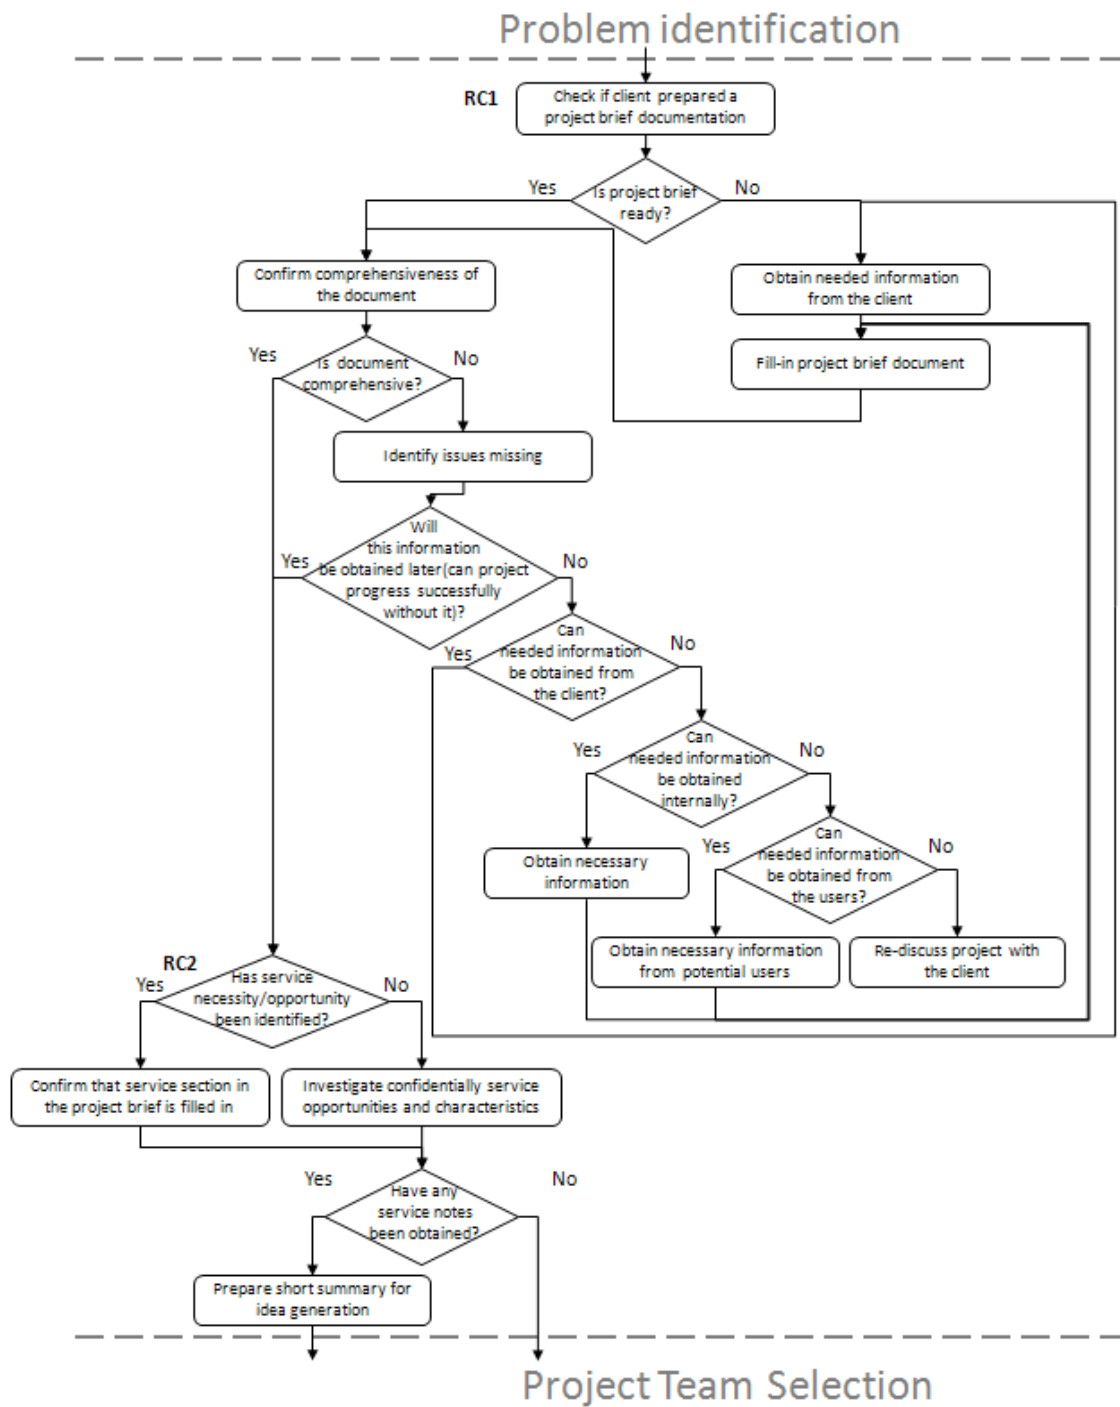 Problem identification
RC1
Check if client prepared a
project brief documentation
Yes
No
Is project brief
ready?
Confirm comprehensiveness of
the document
Obtain needed information
from the client
Yes
No
Is document
comprehensive?
Fill-in project brief document
Identify issues missing
Will
this information
be obtained later(can project
progress successfully
without it)?
Yes
No
Can
needed information
be obtained from
the client?
Yes
No
Can
needed information
be obtained
internally?
Yes
No
Can
needed information
be obtained from
the users?
Yes
No
Obtain necessary
information
Obtain necessary information
from potential users
Re-discuss project with
the client
RC2
Yes
No
Has service
necessity/opportunity
been identified?
Confirm that service section in
the project brief is filled in
Investigate confidentially service
opportunities and characteristics
Yes
No
Have any
service notes
been obtained?
Prepare short summary for
idea generation
Project Team Selection